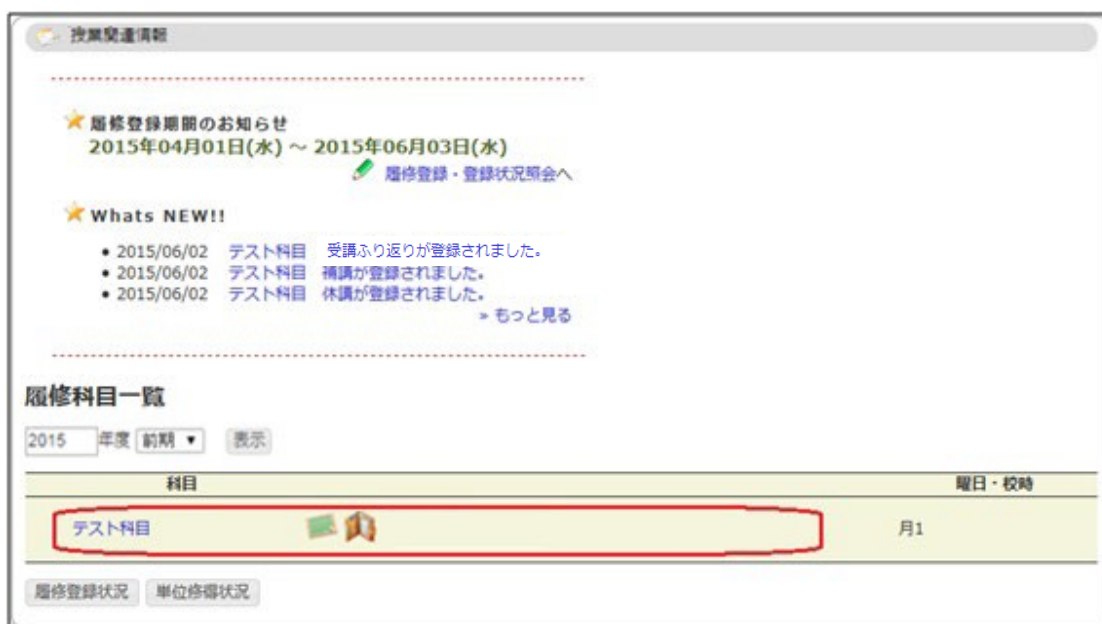 授業関連情報
履修登録期間のお知らせ
2015年04月01日(水) ～ 2015年06月03日(水)
履修登録・登録状況照会へ
Whats NEW!!
• 2015/06/02 テスト科目 受講ふり返りが登録されました。
• 2015/06/02 テスト科目 補講が登録されました。
• 2015/06/02 テスト科目 休講が登録されました。
» もっと見る
履修科目一覧
2015 年度 前期 ▼ 表示
科目 曜日・校時
テスト科目 月1
履修登録状況 単位修得状況